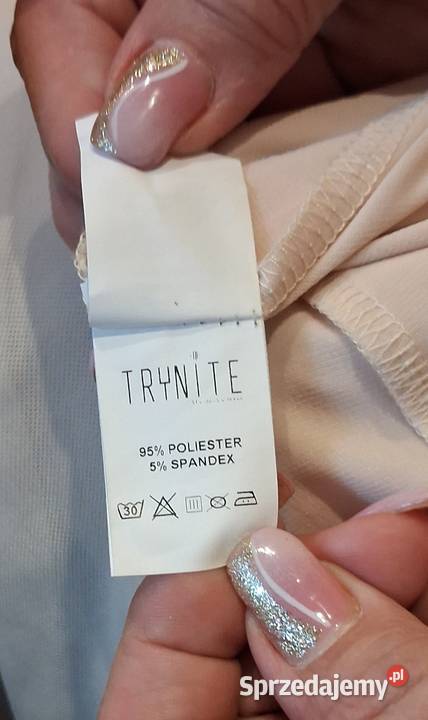 TRYNITE
95% POLIESTER
5% SPANDEX
30
Sprzedajemy.pl